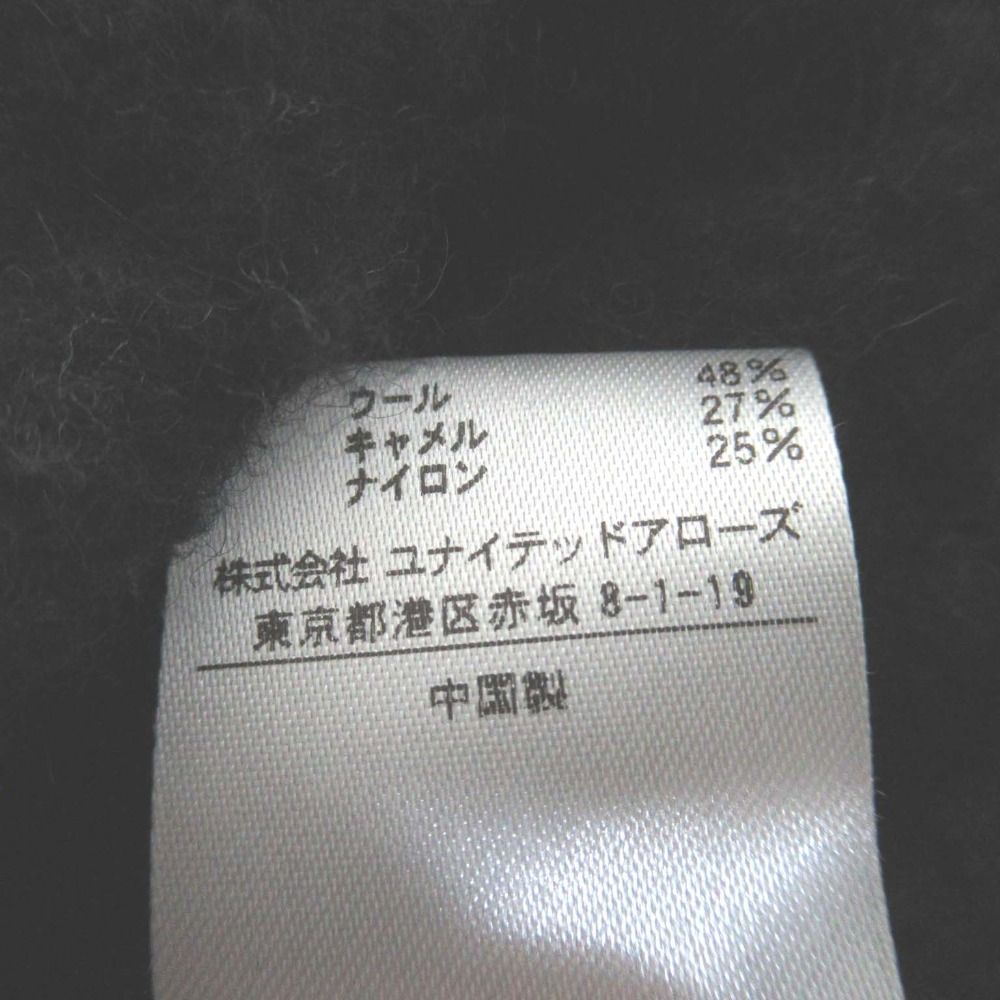 ウール 48%
キャメル 27%
ナイロン 25%
株式会社 ユナイテッドアローズ
東京都港区赤坂 8-1-19
中国製